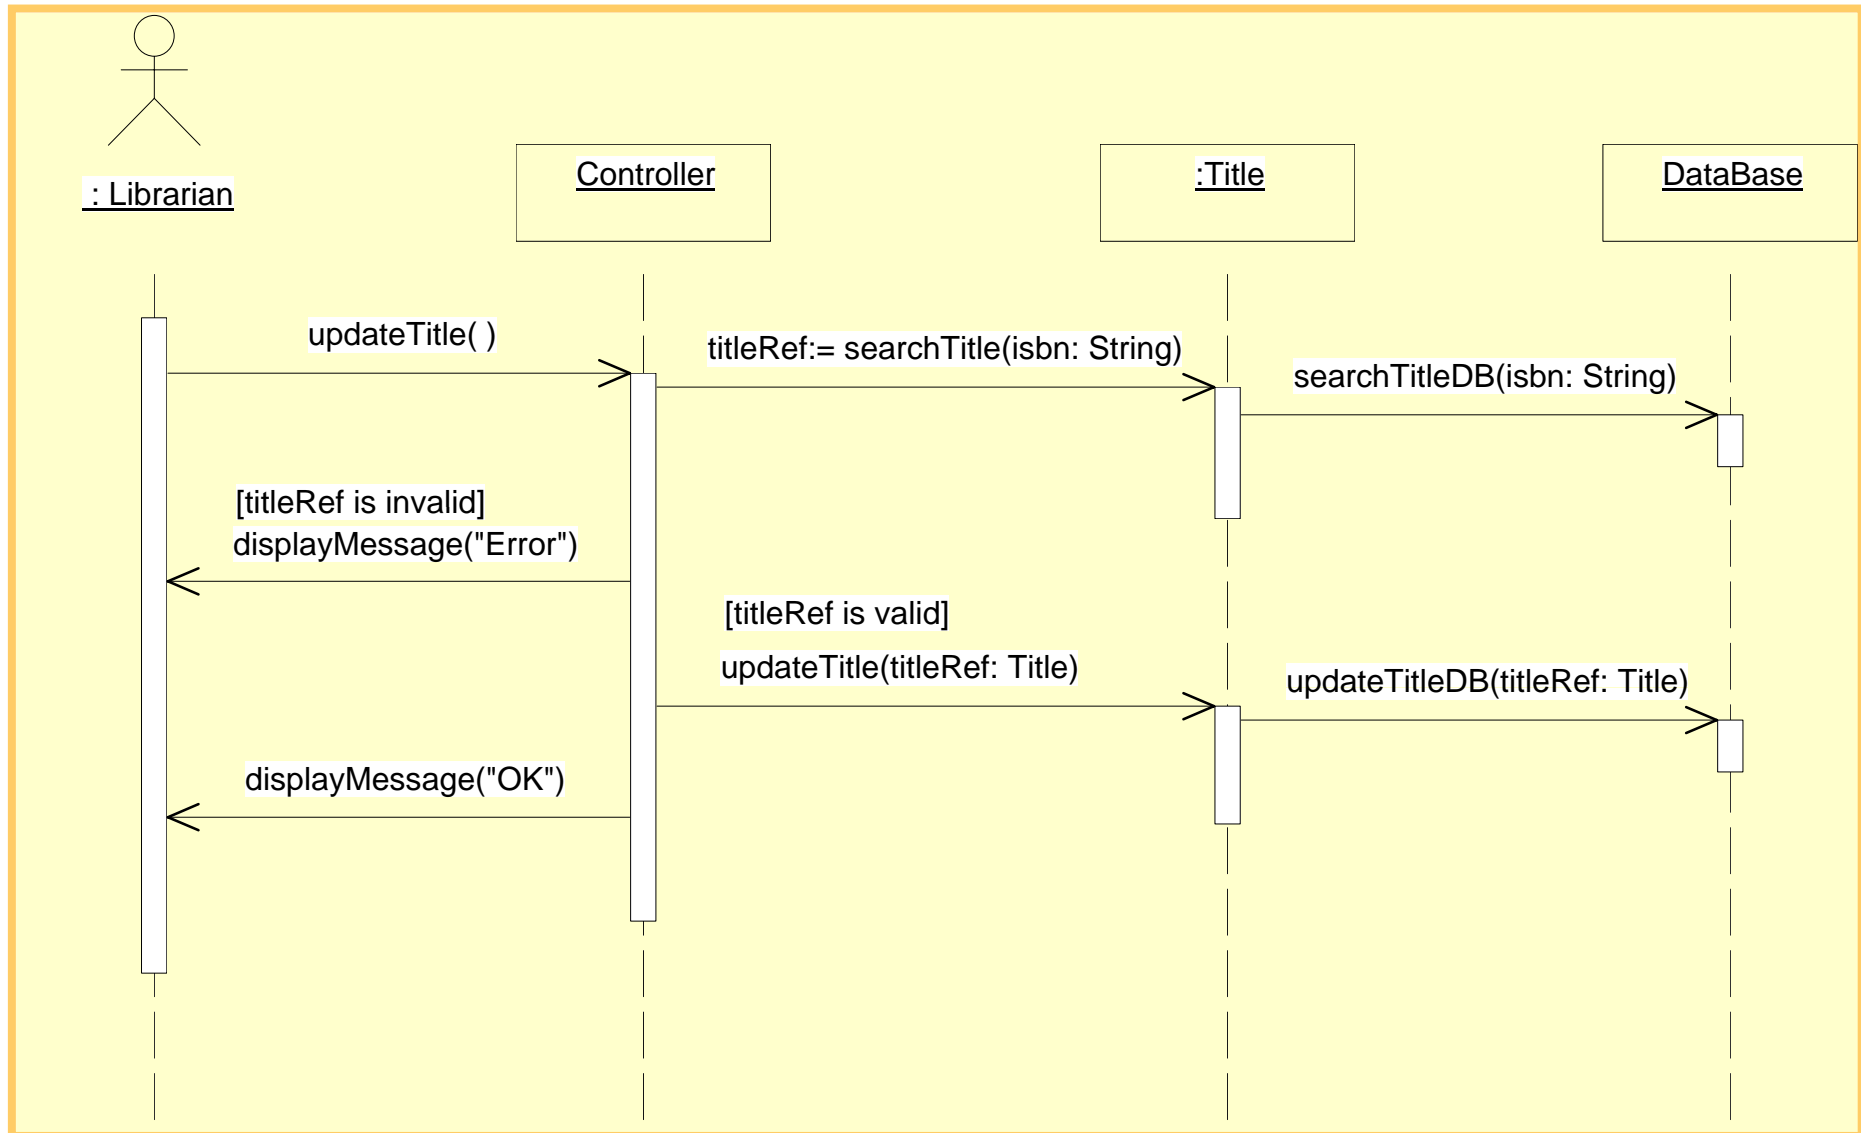 : Librarian
Controller
:Title
DataBase
updateTitle( )
titleRef:= searchTitle(isbn: String)
searchTitleDB(isbn: String)
[titleRef is invalid]
displayMessage("Error")
[titleRef is valid]
updateTitle(titleRef: Title)
updateTitleDB(titleRef: Title)
displayMessage("OK")